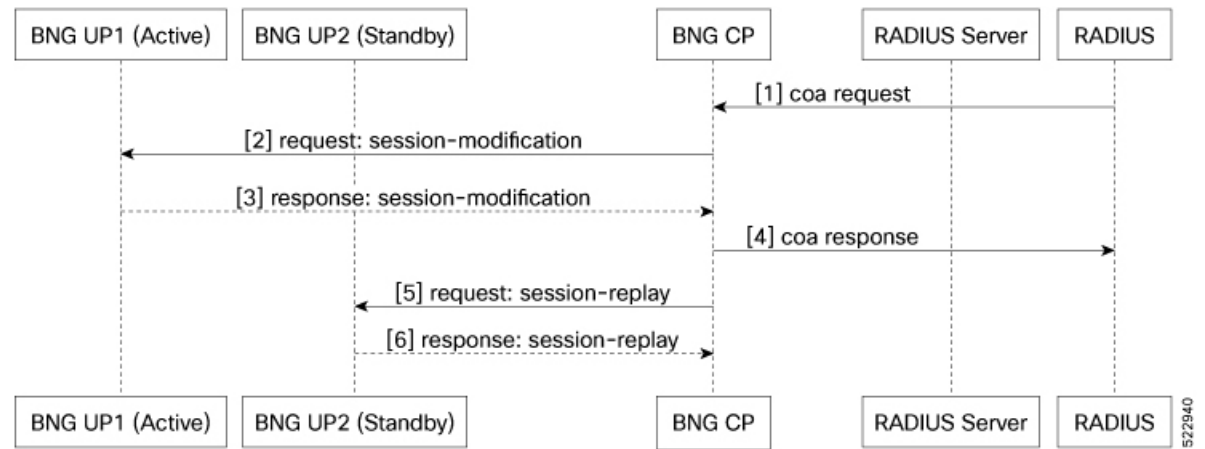 BNG UP1 (Active)
BNG UP2 (Standby)
BNG CP
RADIUS Server
RADIUS
[1] coa request
[2] request: session-modification
[3] response: session-modification
[4] coa response
[5] request: session-replay
[6] response: session-replay
BNG UP1 (Active)
BNG UP2 (Standby)
BNG CP
RADIUS Server
RADIUS
522940